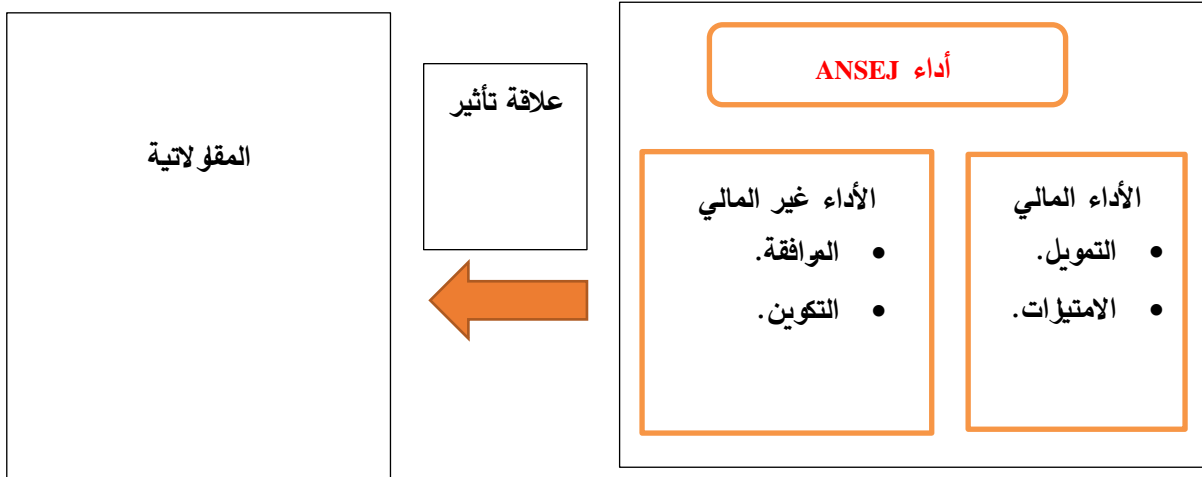 أداء ANSEJ
الأداء المالي
• التمويل.
• الامتيازات.
الأداء غير المالي
• المرافقة.
• التكوين.
علاقة تأثير
المقاولاتية